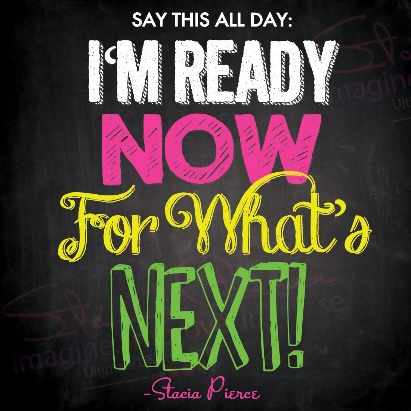 SAY THIS ALL DAY:
I'M READY
NOW
For What's
NEXT!
-Stacia Pierce